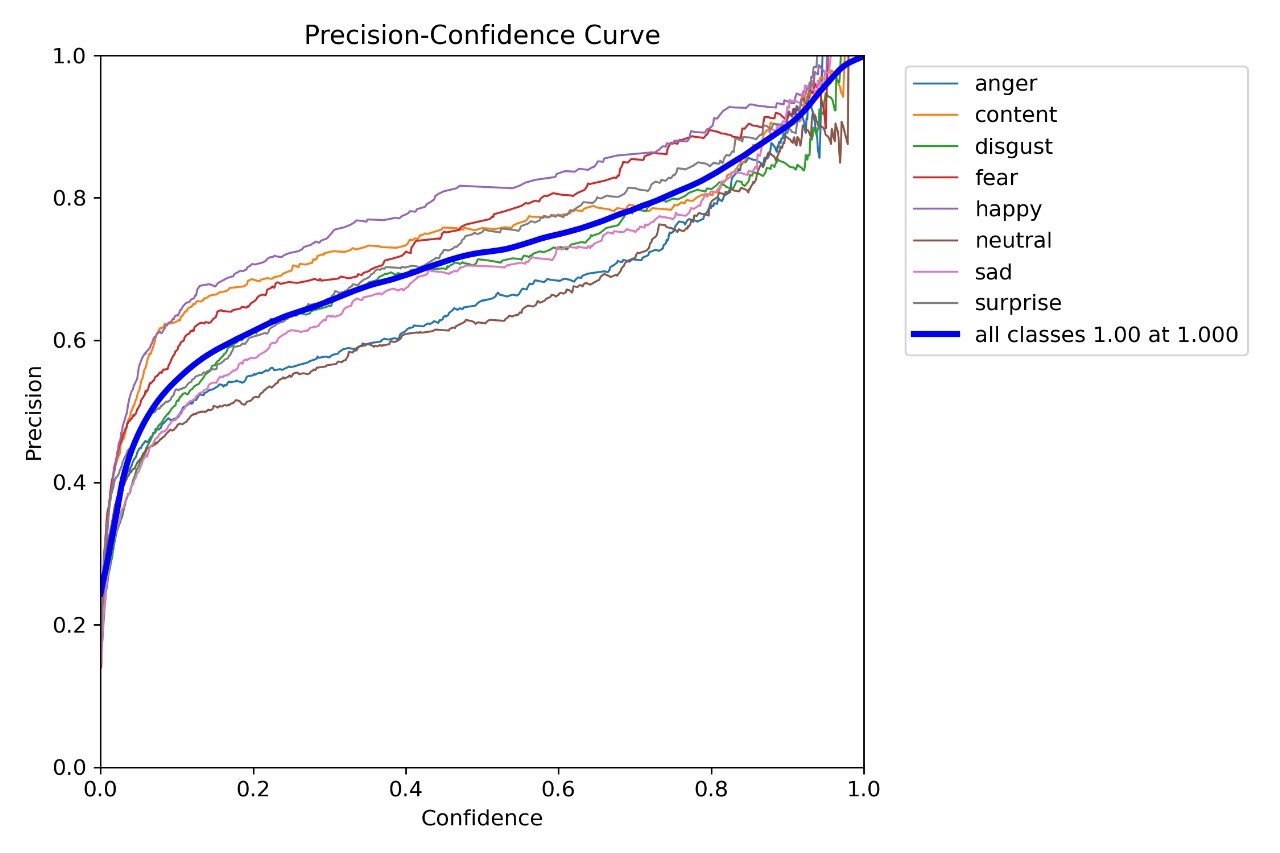 Precision-Confidence Curve
1.0
0.8
0.6
0.4
0.2
0.0
Precision
0.0 0.2 0.4 0.6 0.8 1.0
Confidence
anger
content
disgust
fear
happy
neutral
sad
surprise
all classes 1.00 at 1.000